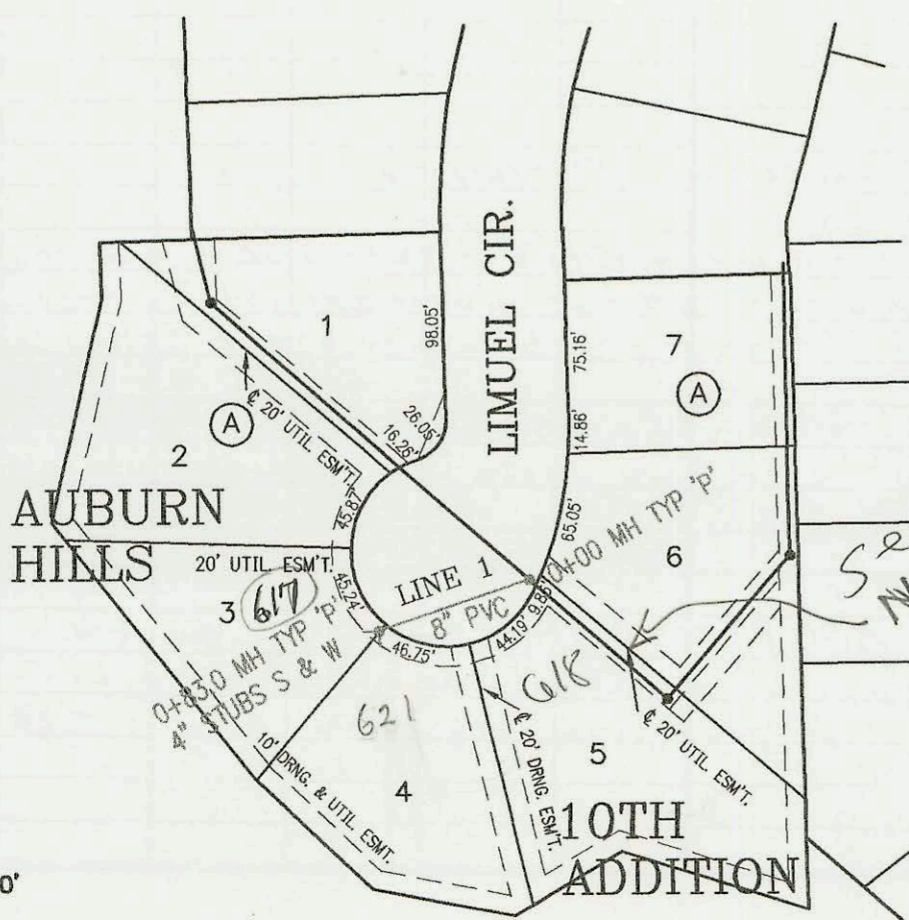 LIMUEL CIR.
1
98.05'
26.05'
16.26'
7
75.16'
A
14.86'
℄ 20' UTIL ESM'T.
A
2
45.87'
65.05'
AUBURN
HILLS
6
20' UTIL. ESM'T.
3
617
45.24'
LINE 1
8" PVC
0+00 MH TYP 'P'
9.85'
44.19'
46.75'
0+83.0 MH TYP 'P'
4" STUBS S & W
621
618
℄ 20' UTIL. ESM'T.
℄ 20' DRNG. ESM'T.
5
4
10' DRNG. & UTIL. ESMT.
10TH
ADDITION
0'